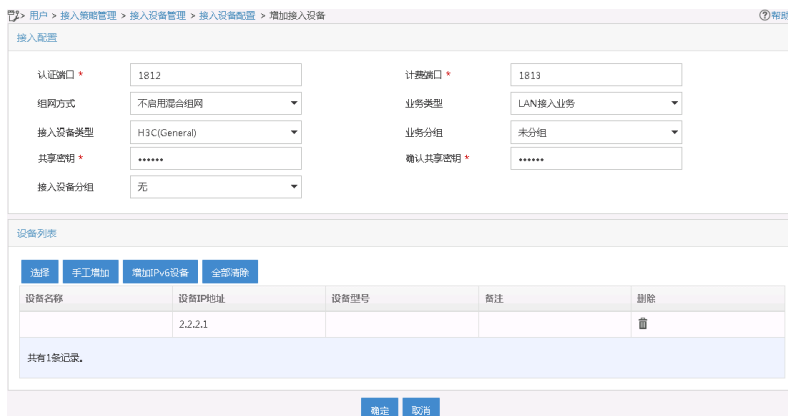 > 用户 > 接入策略管理 > 接入设备管理 > 接入设备配置 > 增加接入设备 帮助
接入配置
认证端口 * 1812 计费端口 * 1813
组网方式 不启用混合组网 业务类型 LAN接入业务
接入设备类型 H3C(General) 业务分组 未分组
共享密钥 * •••••• 确认共享密钥 * ••••••
接入设备分组 无
设备列表
选择 手工增加 增加IPv6设备 全部清除
设备名称 设备IP地址 设备型号 备注 删除
2.2.2.1
共有1条记录。
确定 取消